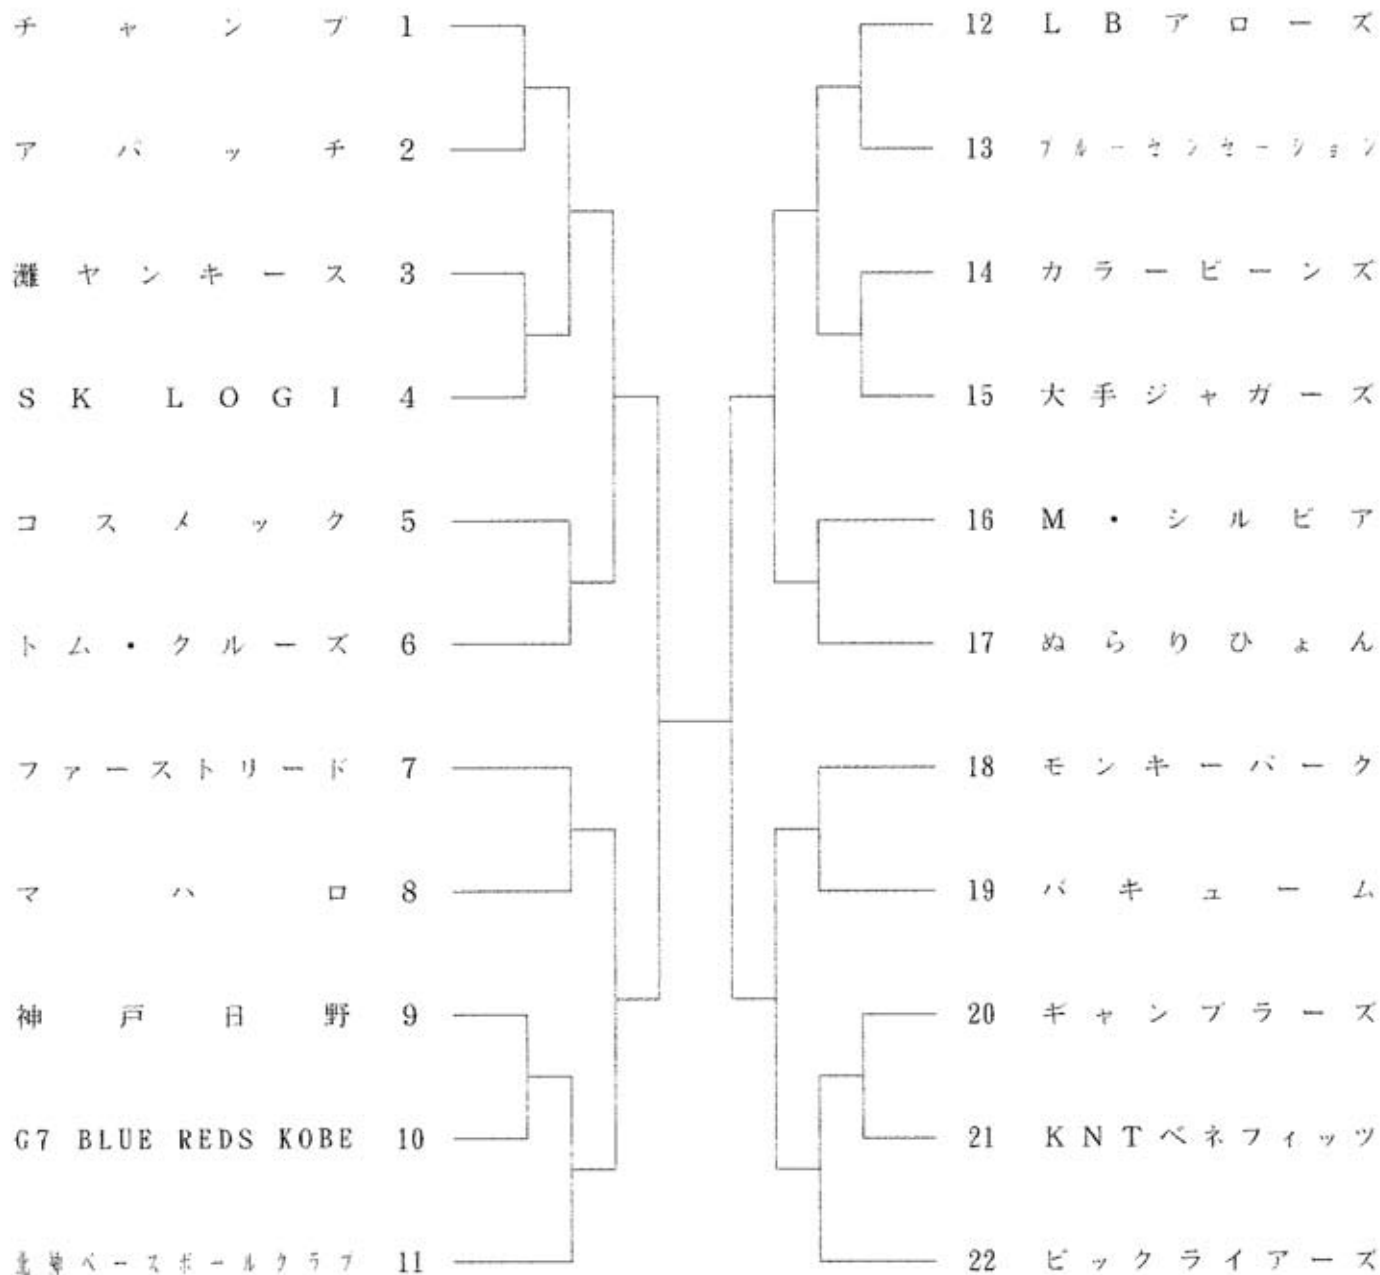 チャンプ 1
アパッチ 2
灘ヤンキース 3
SK LOGI 4
コスメック 5
トム・クルーズ 6
ファーストリード 7
マハロ 8
神戸日野 9
G7 BLUE REDS KOBE 10
北神ベースボールクラブ 11
12 LBアローズ
13 ブルーセンセーション
14 カラービーンズ
15 大手ジャガーズ
16 M・シルビア
17 ぬらりひょん
18 モンキーパーク
19 バキューム
20 ギャンブラーズ
21 KNTベネフィッツ
22 ビックライアーズ